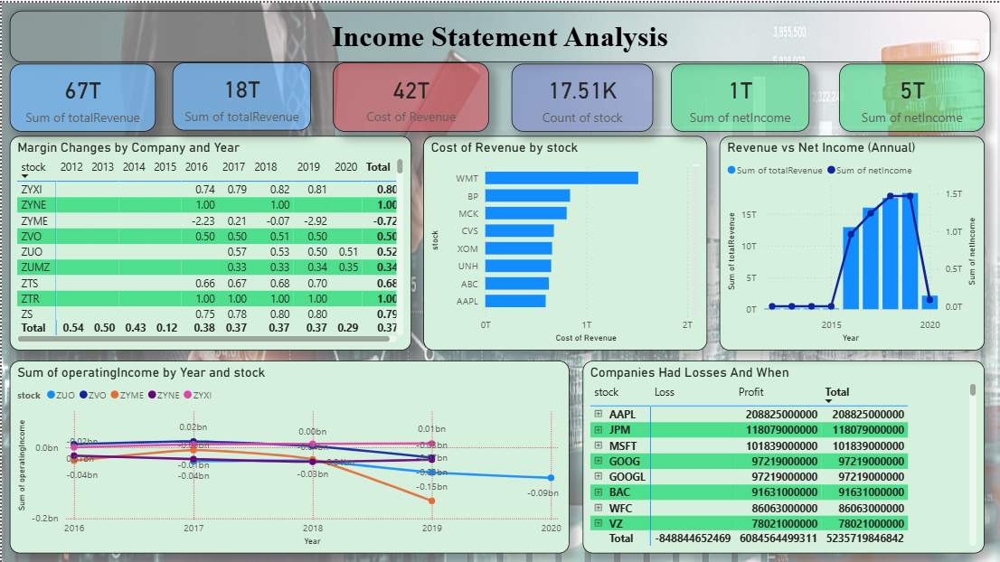 Income Statement Analysis
3,855,500
67T
Sum of totalRevenue
18T
Sum of totalRevenue
42T
Cost of Revenue
17.51K
Count of stock
1T
Sum of netIncome
5T
Sum of netIncome
Margin Changes by Company and Year
stock 2012 2013 2014 2015 2016 2017 2018 2019 2020 Total
ZYXI 0.74 0.79 0.82 0.81 0.80
ZYNE 1.00 1.00 1.00
ZYME -2.23 0.21 -0.07 -2.92 -0.72
ZVO 0.50 0.50 0.51 0.50 0.50
ZUO 0.57 0.53 0.50 0.51 0.52
ZUMZ 0.33 0.33 0.34 0.35 0.34
ZTS 0.66 0.67 0.68 0.70 0.68
ZTR 1.00 1.00 1.00 1.00 1.00
ZS 0.75 0.78 0.80 0.80 0.79
Total 0.54 0.50 0.43 0.12 0.38 0.37 0.37 0.37 0.29 0.37
Cost of Revenue by stock
stock
WMT
BP
MCK
CVS
XOM
UNH
ABC
AAPL
0T 1T 2T
Cost of Revenue
Revenue vs Net Income (Annual)
Sum of totalRevenue Sum of netIncome
Sum of totalRevenue
15T
10T
5T
0T
1.5T
1.0T
0.5T
0.0T
Sum of netIncome
2015 2020
Year
Sum of operatingIncome by Year and stock
stock ZUO ZVO ZYME ZYNE ZYXI
Sum of operatingIncome
0.0bn
-0.2bn
-0.04bn
0.02bn
-0.04bn
0.00bn
-0.03bn
0.01bn
-0.15bn
-0.09bn
2016 2017 2018 2019 2020
Year
Companies Had Losses And When
stock Loss Profit Total
AAPL 208825000000 208825000000
JPM 118079000000 118079000000
MSFT 101839000000 101839000000
GOOG 97219000000 97219000000
GOOGL 97219000000 97219000000
BAC 91631000000 91631000000
WFC 86063000000 86063000000
VZ 78021000000 78021000000
Total -848844652469 6084564499311 5235719846842